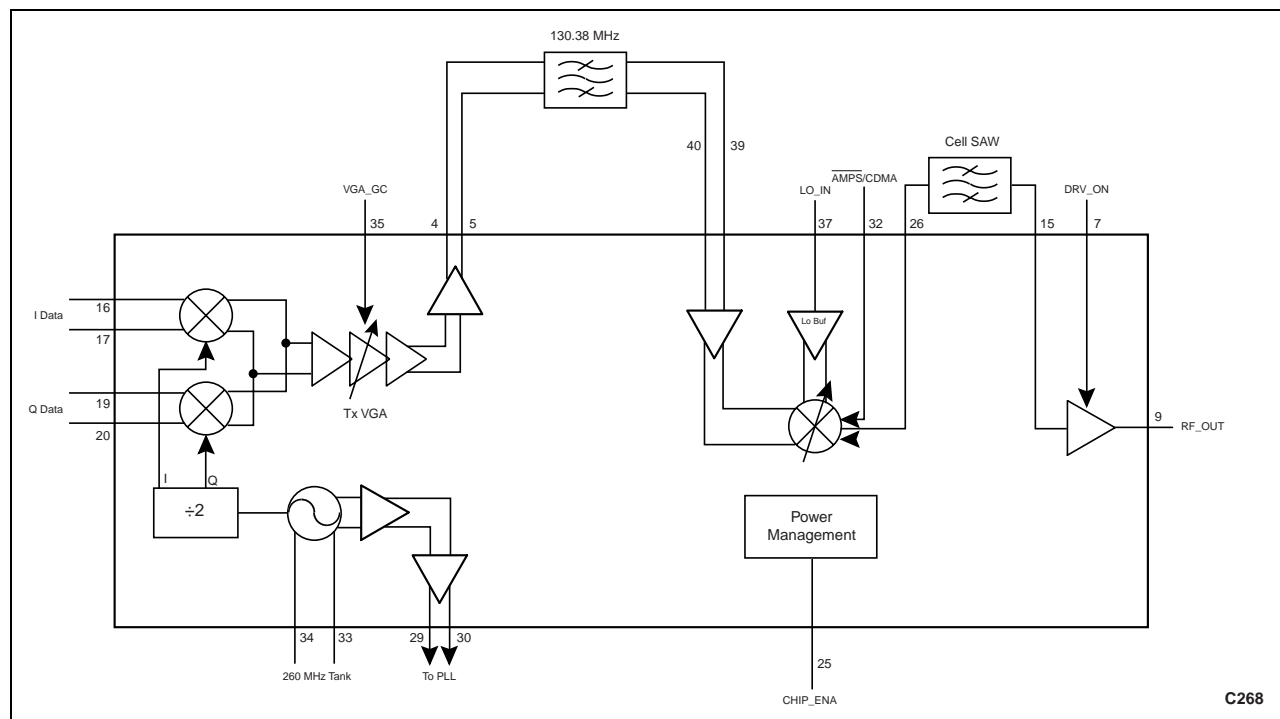 130.38 MHz
Cell SAW
40
39
VGA_GC
LO_IN
AMPS/CDMA
DRV_ON
35
4
5
37
32
26
15
7
I Data
16
17
Lo Buf
Q Data
19
20
Tx VGA
9
RF_OUT
I
Q
÷2
Power
Management
34
33
29
30
260 MHz Tank
To PLL
25
CHIP_ENA
C268